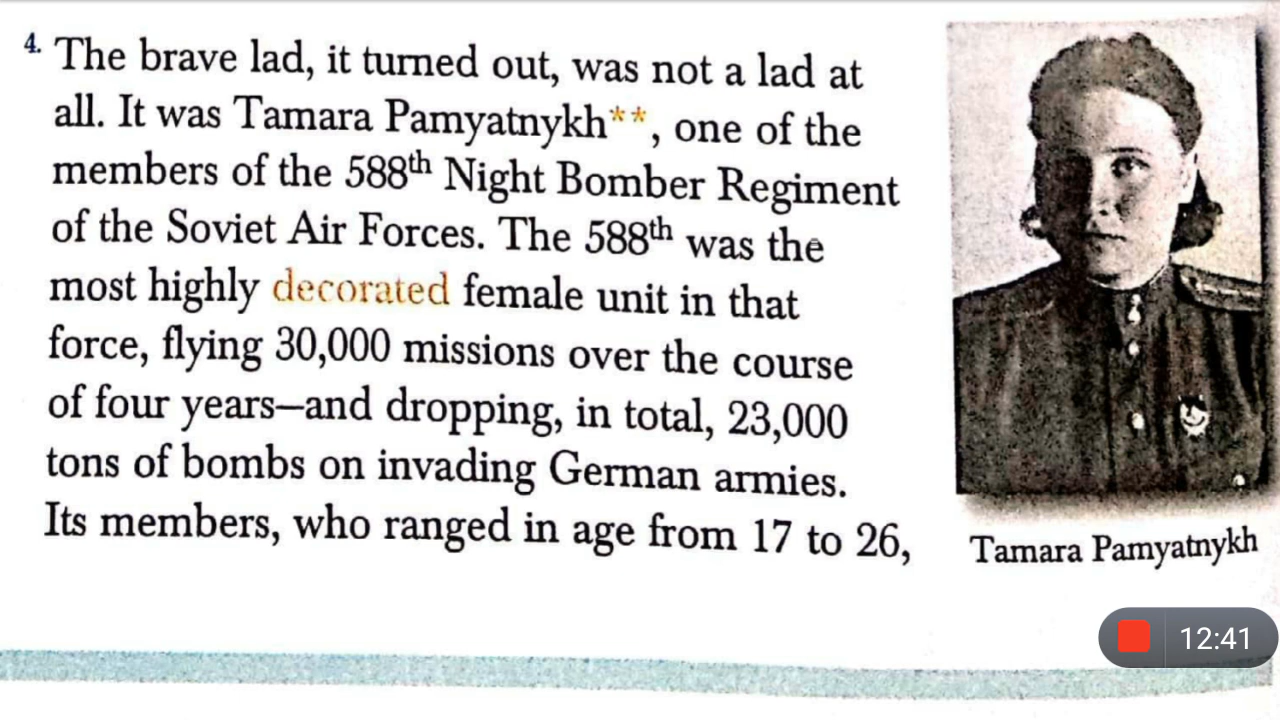 4. The brave lad, it turned out, was not a lad at
all. It was Tamara Pamyatnykh**, one of the
members of the 588th Night Bomber Regiment
of the Soviet Air Forces. The 588th was the
most highly decorated female unit in that
force, flying 30,000 missions over the course
of four years—and dropping, in total, 23,000
tons of bombs on invading German armies.
Its members, who ranged in age from 17 to 26,
Tamara Pamyatnykh
12:41